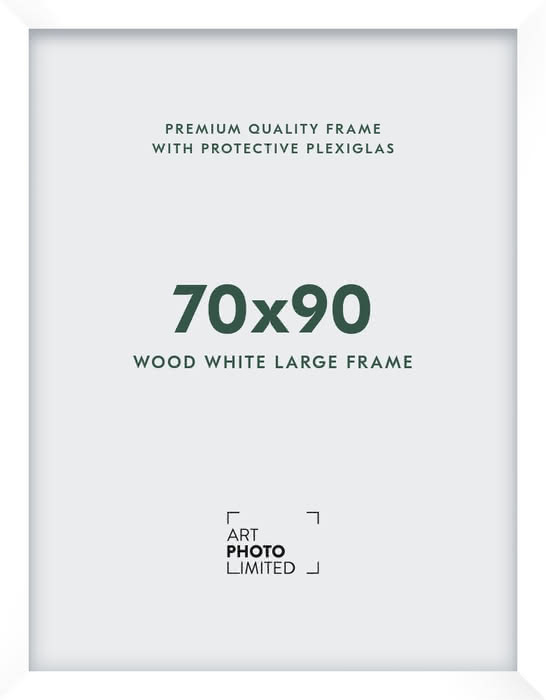 PREMIUM QUALITY FRAME
WITH PROTECTIVE PLEXIGLAS
70x90
WOOD WHITE LARGE FRAME
ART
PHOTO
LIMITED